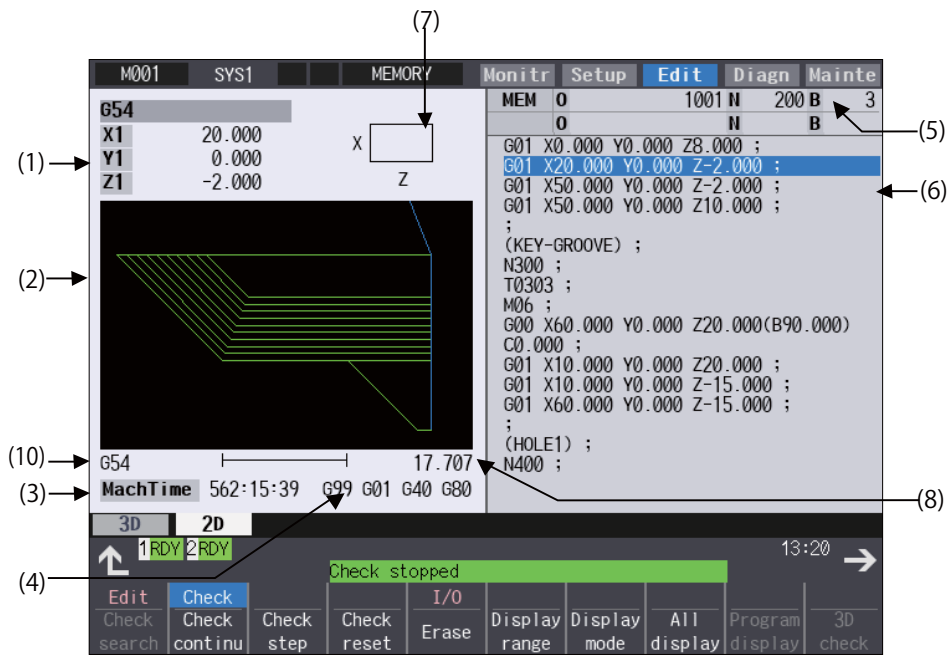 (7)
M001 SYS1 MEMORY Monitr Setup Edit Diagn Mainte
MEM O 1001 N 200 B 3
O N B
(5)
G54
X1 20.000
Y1 0.000
Z1 -2.000
X
Z
(1)
G01 X0.000 Y0.000 Z8.000 ;
G01 X20.000 Y0.000 Z-2.000 ;
G01 X50.000 Y0.000 Z-2.000 ;
G01 X50.000 Y0.000 Z10.000 ;
;
(KEY-GROOVE) ;
N300 ;
T0303 ;
M06 ;
G00 X60.000 Y0.000 Z20.000(B90.000)
C0.000 ;
G01 X10.000 Y0.000 Z20.000 ;
G01 X10.000 Y0.000 Z-15.000 ;
G01 X60.000 Y0.000 Z-15.000 ;
;
(HOLE1) ;
N400 ;
(6)
(2)
(10)
G54 17.707
(8)
(3)
MachTime 562:15:39 G99 G01 G40 G80
3D 2D
1 RDY 2 RDY 13:20
(4)
Check stopped
Edit Check I/O
Check search
Check continu
Check step
Check reset
Erase
Display range
Display mode
All display
Program display
3D check